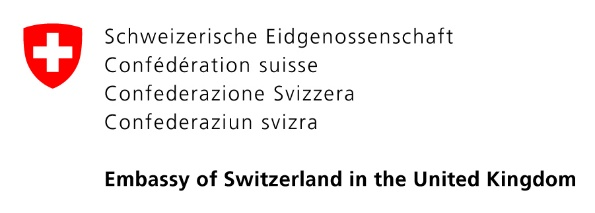 Schweizerische Eidgenossenschaft
Confédération suisse
Confederazione Svizzera
Confederaziun svizra
Embassy of Switzerland in the United Kingdom